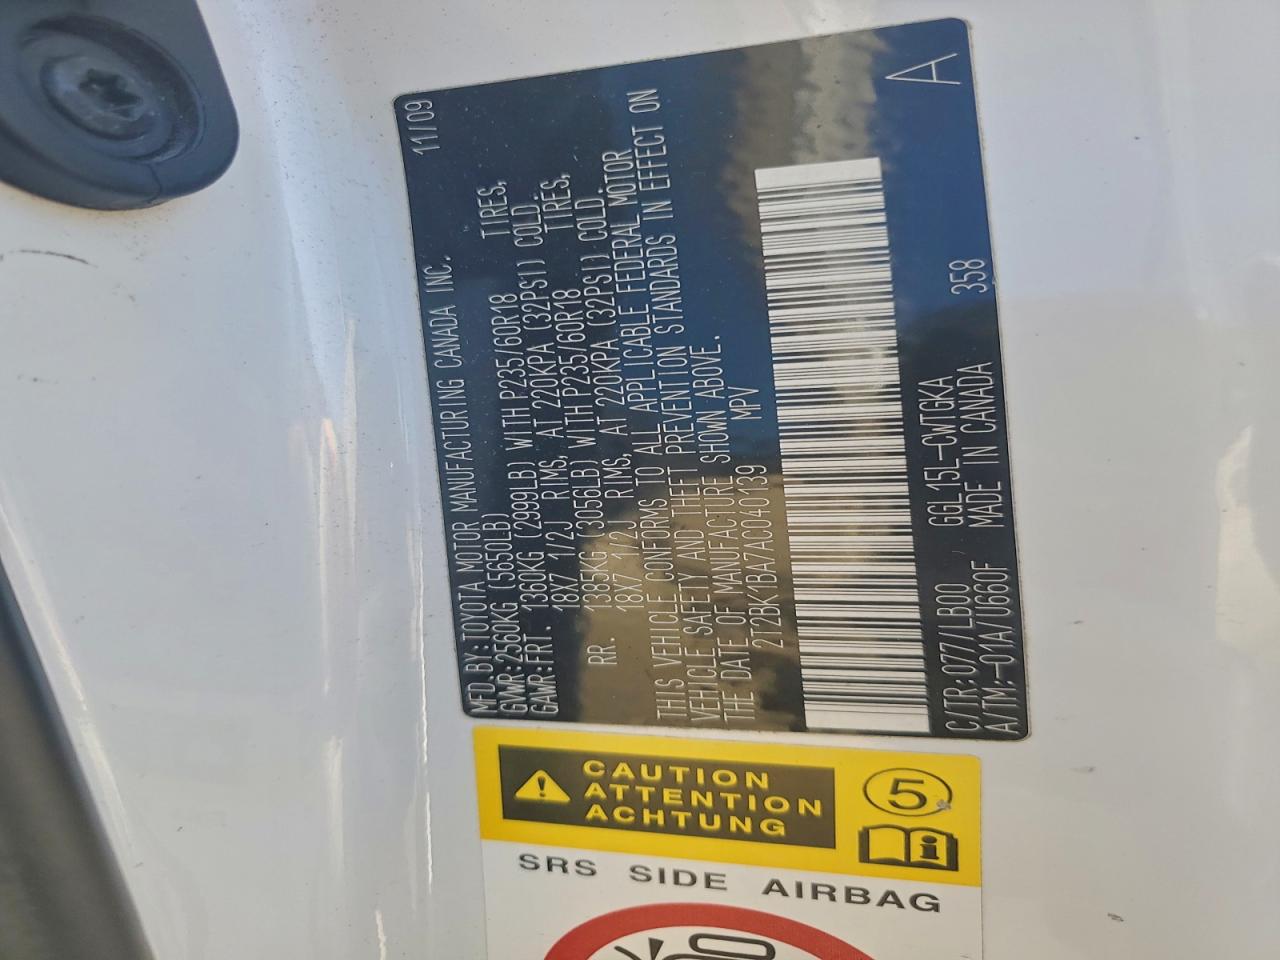 MFD.BY:TOYOTA MOTOR MANUFACTURING CANADA INC. 11/09
GVWR:2560KG (5650LB)
GAWR:FRT. 1360KG (2999LB) WITH P235/60R18 TIRES,
18X7 1/2J RIMS, AT 220KPA (32PSI) COLD.
RR. 1385KG (3056LB) WITH P235/60R18 TIRES,
18X7 1/2J RIMS, AT 220KPA (32PSI) COLD.
THIS VEHICLE CONFORMS TO ALL APPLICABLE FEDERAL MOTOR
VEHICLE SAFETY AND THEFT PREVENTION STANDARDS IN EFFECT ON
THE DATE OF MANUFACTURE SHOWN ABOVE.
2T2BK1BA7AC040139 MPV
C/TR:077/LB00 GGL15L-CWTGKA A
A/TM:-01A/U660F MADE IN CANADA 358
CAUTION
ATTENTION
ACHTUNG
5
i
SRS SIDE AIRBAG